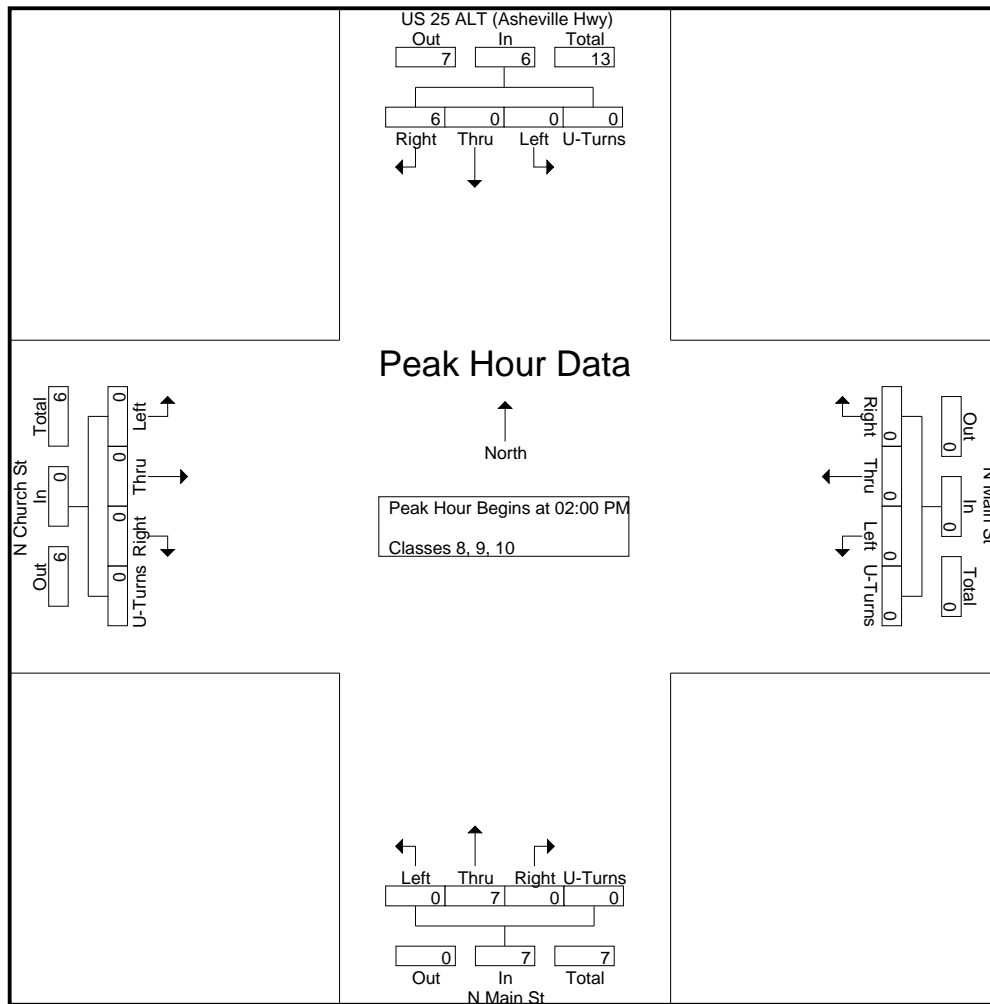 US 25 ALT (Asheville Hwy)
Out In Total
7 6 13
6 0 0 0
Right Thru Left U-Turns
Peak Hour Data
North
Peak Hour Begins at 02:00 PM
Classes 8, 9, 10
N Church St
Out In Total
6 0 6
0 0 0 0
U-Turns Right Thru Left
Right Thru Left U-Turns
0 0 0 0
Out In Total
0 0 0
N Main St
Left Thru Right U-Turns
0 7 0 0
0 7 7
Out In Total
N Main St